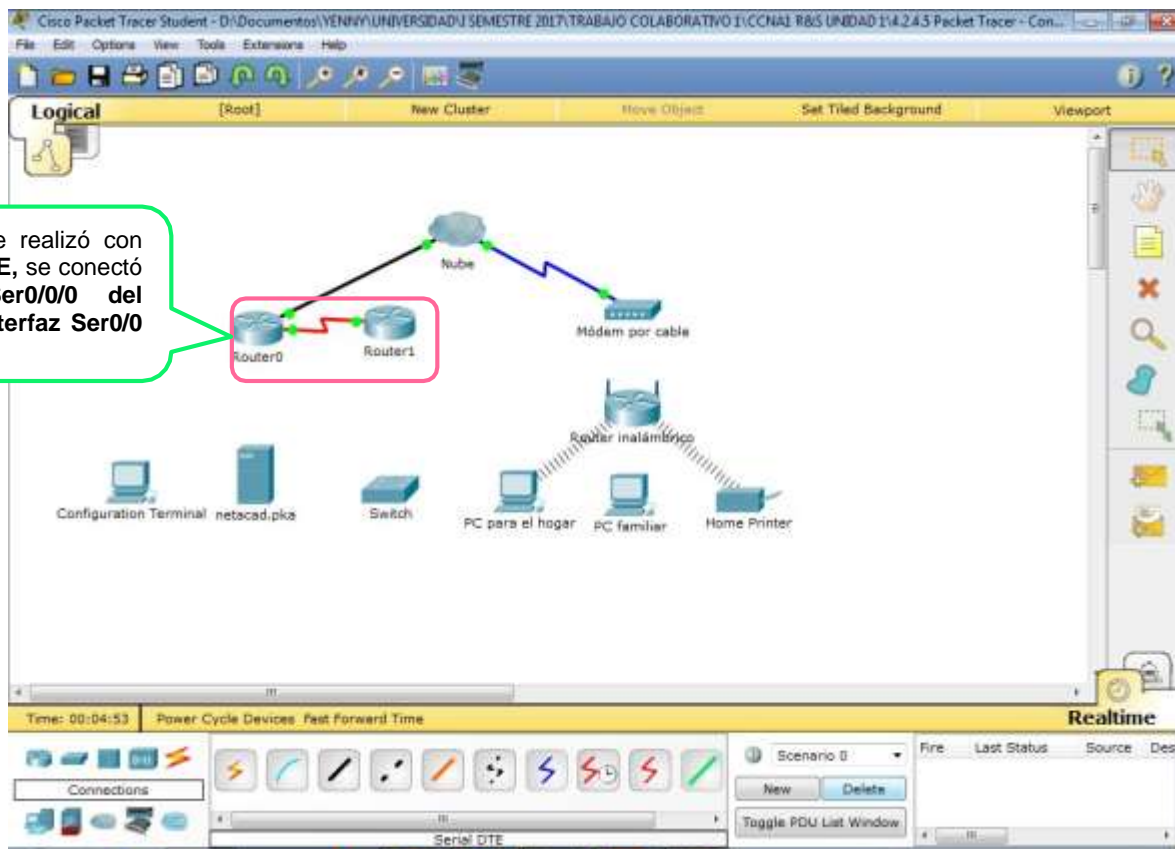 Cisco Packet Tracer Student - D:\Documentos\YENNY\UNIVERSIDAD\I SEMESTRE 2017\TRABAJO COLABORATIVO 1\CCNA1 R&S UNIDAD 1\4.2.4.5 Packet Tracer - Con...
File Edit Options View Tools Extensions Help
Logical [Root] New Cluster Move Object Set Tiled Background Viewport
e realizó con
E, se conectó
Ser0/0/0 del
terfaz Ser0/0
Nube
Router0
Router1
Módem por cable
Router inalámbrico
Configuration Terminal
netacad.pka
Switch
PC para el hogar
PC familiar
Home Printer
Time: 00:04:53 Power Cycle Devices Fast Forward Time Realtime
Connections
Serial DTE
Scenario 0
New Delete
Toggle PDU List Window
Fire Last Status Source Des